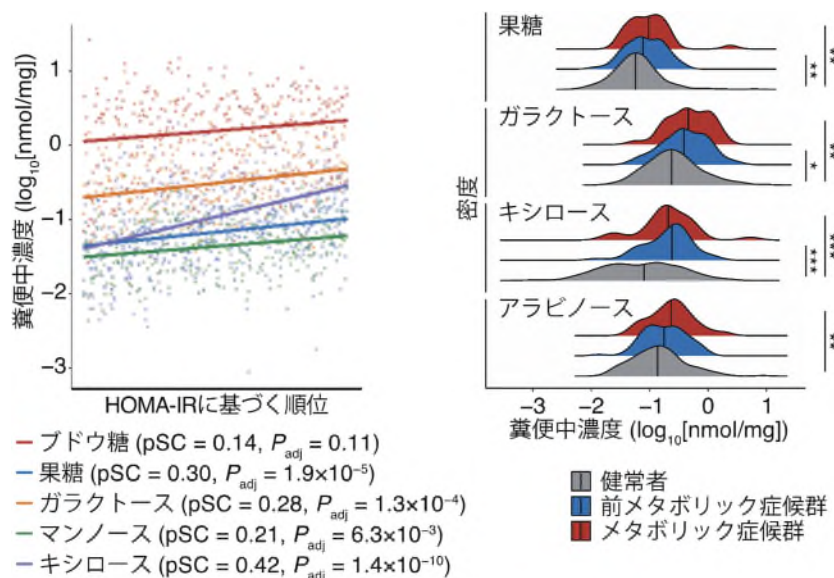 糞便中濃度 (log₁₀[nmol/mg])
1
0
−1
−2
−3
HOMA-IRに基づく順位
ブドウ糖 (pSC = 0.14, P_adj = 0.11)
果糖 (pSC = 0.30, P_adj = 1.9×10⁻⁵)
ガラクトース (pSC = 0.28, P_adj = 1.3×10⁻⁴)
マンノース (pSC = 0.21, P_adj = 6.3×10⁻³)
キシロース (pSC = 0.42, P_adj = 1.4×10⁻¹⁰)
密度
果糖
**
**
ガラクトース
*
**
キシロース
***
***
アラビノース
**
−3 −2 −1 0 1
糞便中濃度 (log₁₀[nmol/mg])
健常者
前メタボリック症候群
メタボリック症候群